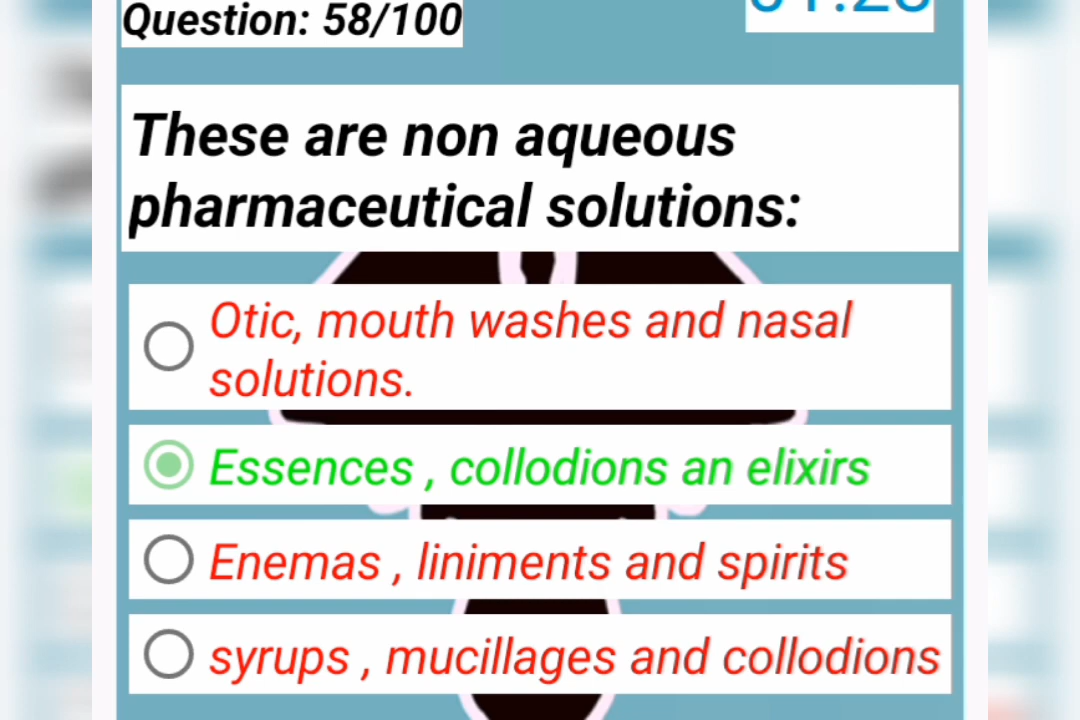 Question: 58/100
These are non aqueous
pharmaceutical solutions:
Otic, mouth washes and nasal
solutions.
Essences , collodions an elixirs
Enemas , liniments and spirits
syrups , mucillages and collodions